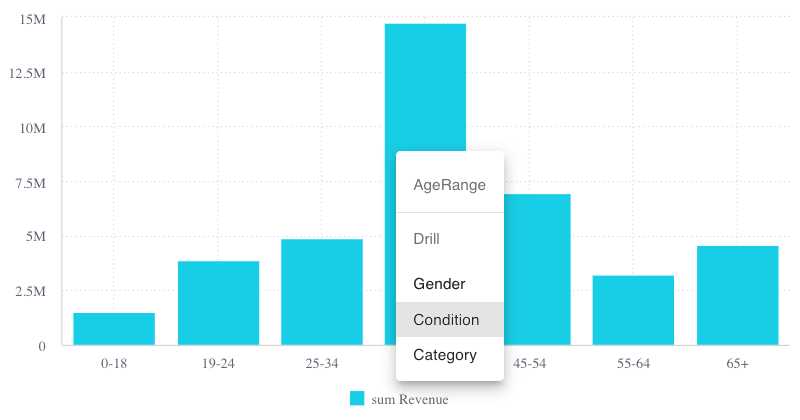 15M
12.5M
10M
7.5M
5M
2.5M
0
AgeRange
Drill
Gender
Condition
Category
0-18
19-24
25-34
45-54
55-64
65+
sum Revenue